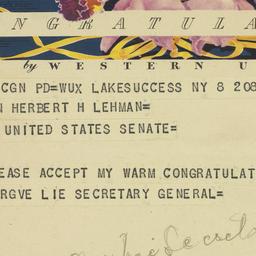 N G R A T U L A
by WESTERN U
CGN PD=WUX LAKESUCCESS NY 8 208
N HERBERT H LEHMAN=
UNITED STATES SENATE=
EASE ACCEPT MY WARM CONGRATULAT
RGVE LIE SECRETARY GENERAL=